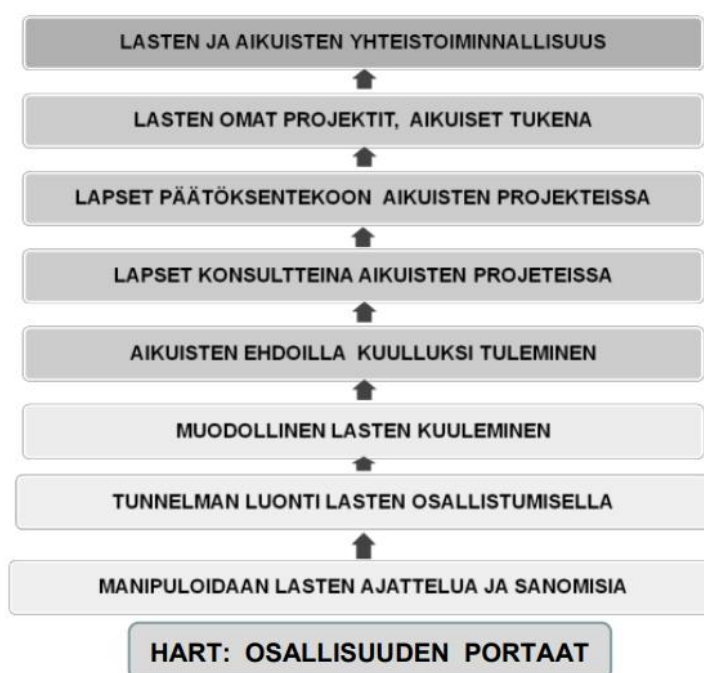 LASTEN JA AIKUISTEN YHTEISTOIMINNALLISUUS
LASTEN OMAT PROJEKTIT, AIKUISET TUKENA
LAPSET PÄÄTÖKSENTEKOON AIKUISTEN PROJEKTEISSA
LAPSET KONSULTTEINA AIKUISTEN PROJETEISSA
AIKUISTEN EHDOILLA KUULLUKSI TULEMINEN
MUODOLLINEN LASTEN KUULEMINEN
TUNNELMAN LUONTI LASTEN OSALLISTUMISELLA
MANIPULOIDAAN LASTEN AJATTELUA JA SANOMISIA
HART: OSALLISUUDEN PORTAAT